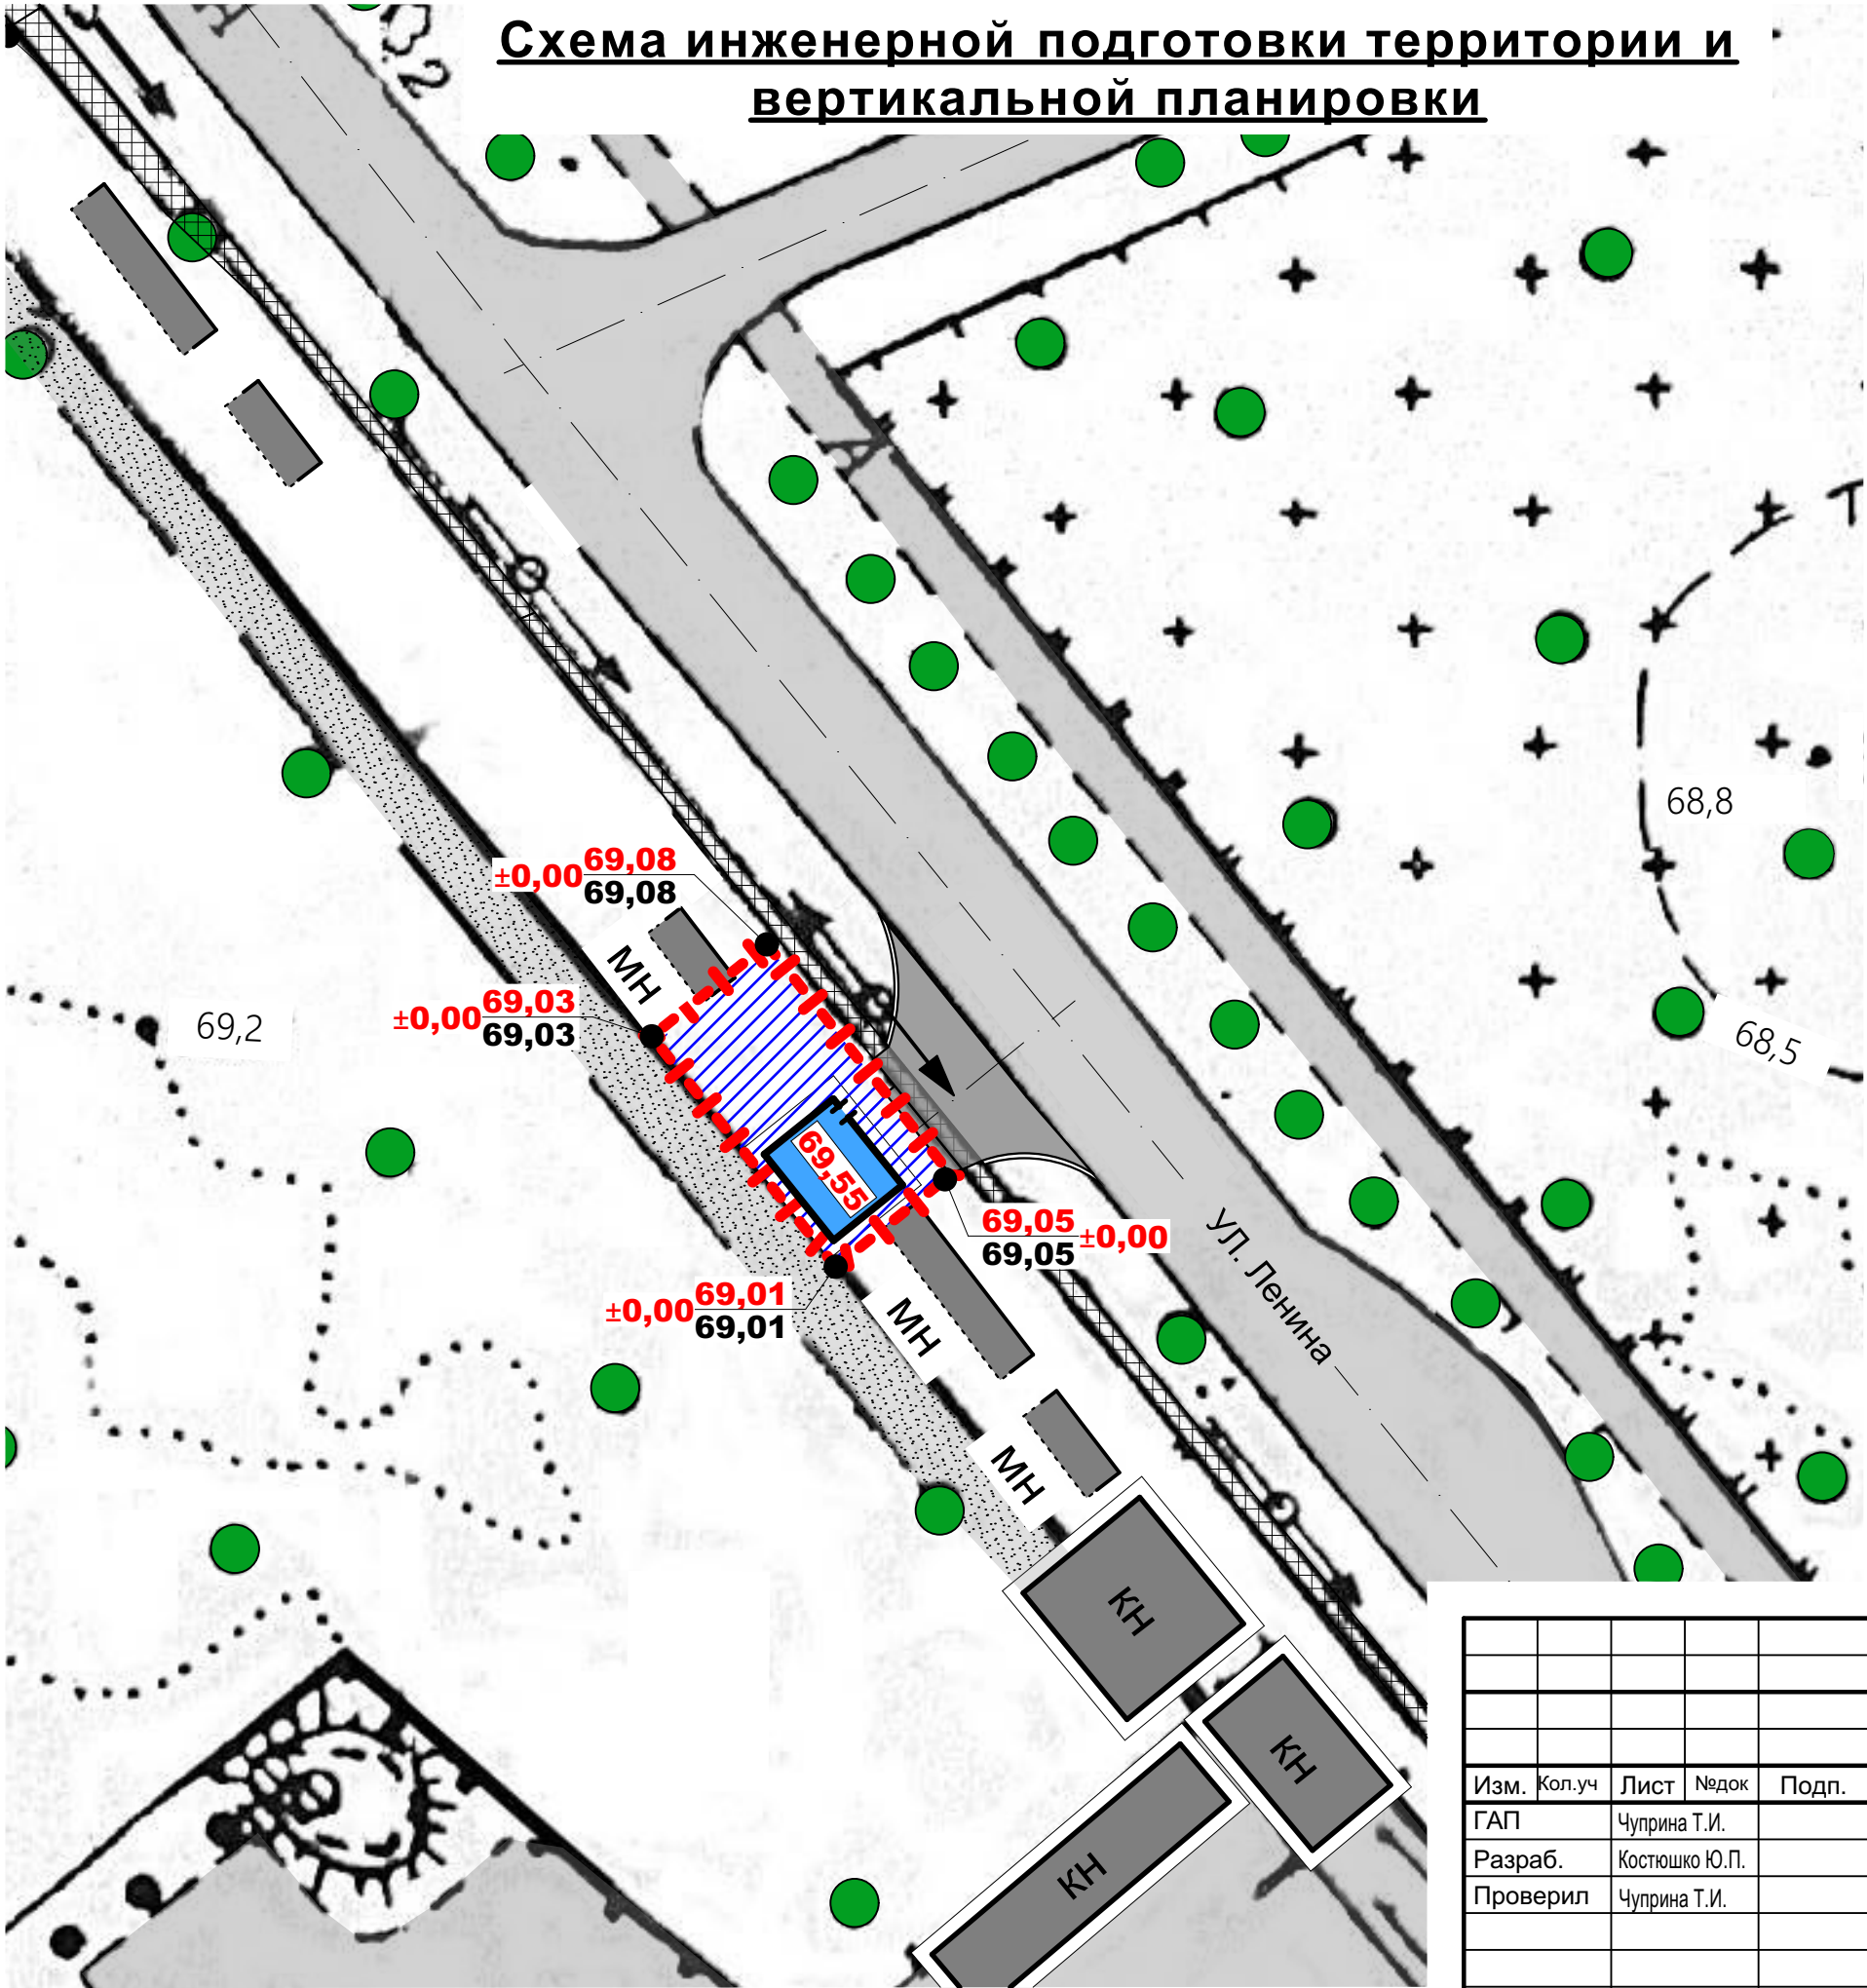 Схема инженерной подготовки территории и
вертикальной планировки
68,8
±0,00 69,08
69,08
МН
±0,00 69,03
69,03
69,2
68,5
69,55
69,05 ±0,00
69,05
УЛ. Ленина
±0,00 69,01
69,01
МН
МН
КН
КН
КН
Изм. Кол.уч Лист №док Подп.
ГАП Чуприна Т.И.
Разраб. Костюшко Ю.П.
Проверил Чуприна Т.И.